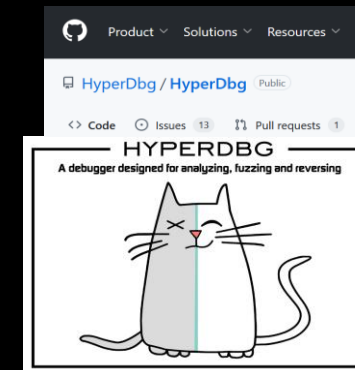 Product Solutions Resources
HyperDbg / HyperDbg Public
<> Code Issues 13 Pull requests 1
HYPERDBG
A debugger designed for analyzing, fuzzing and reversing